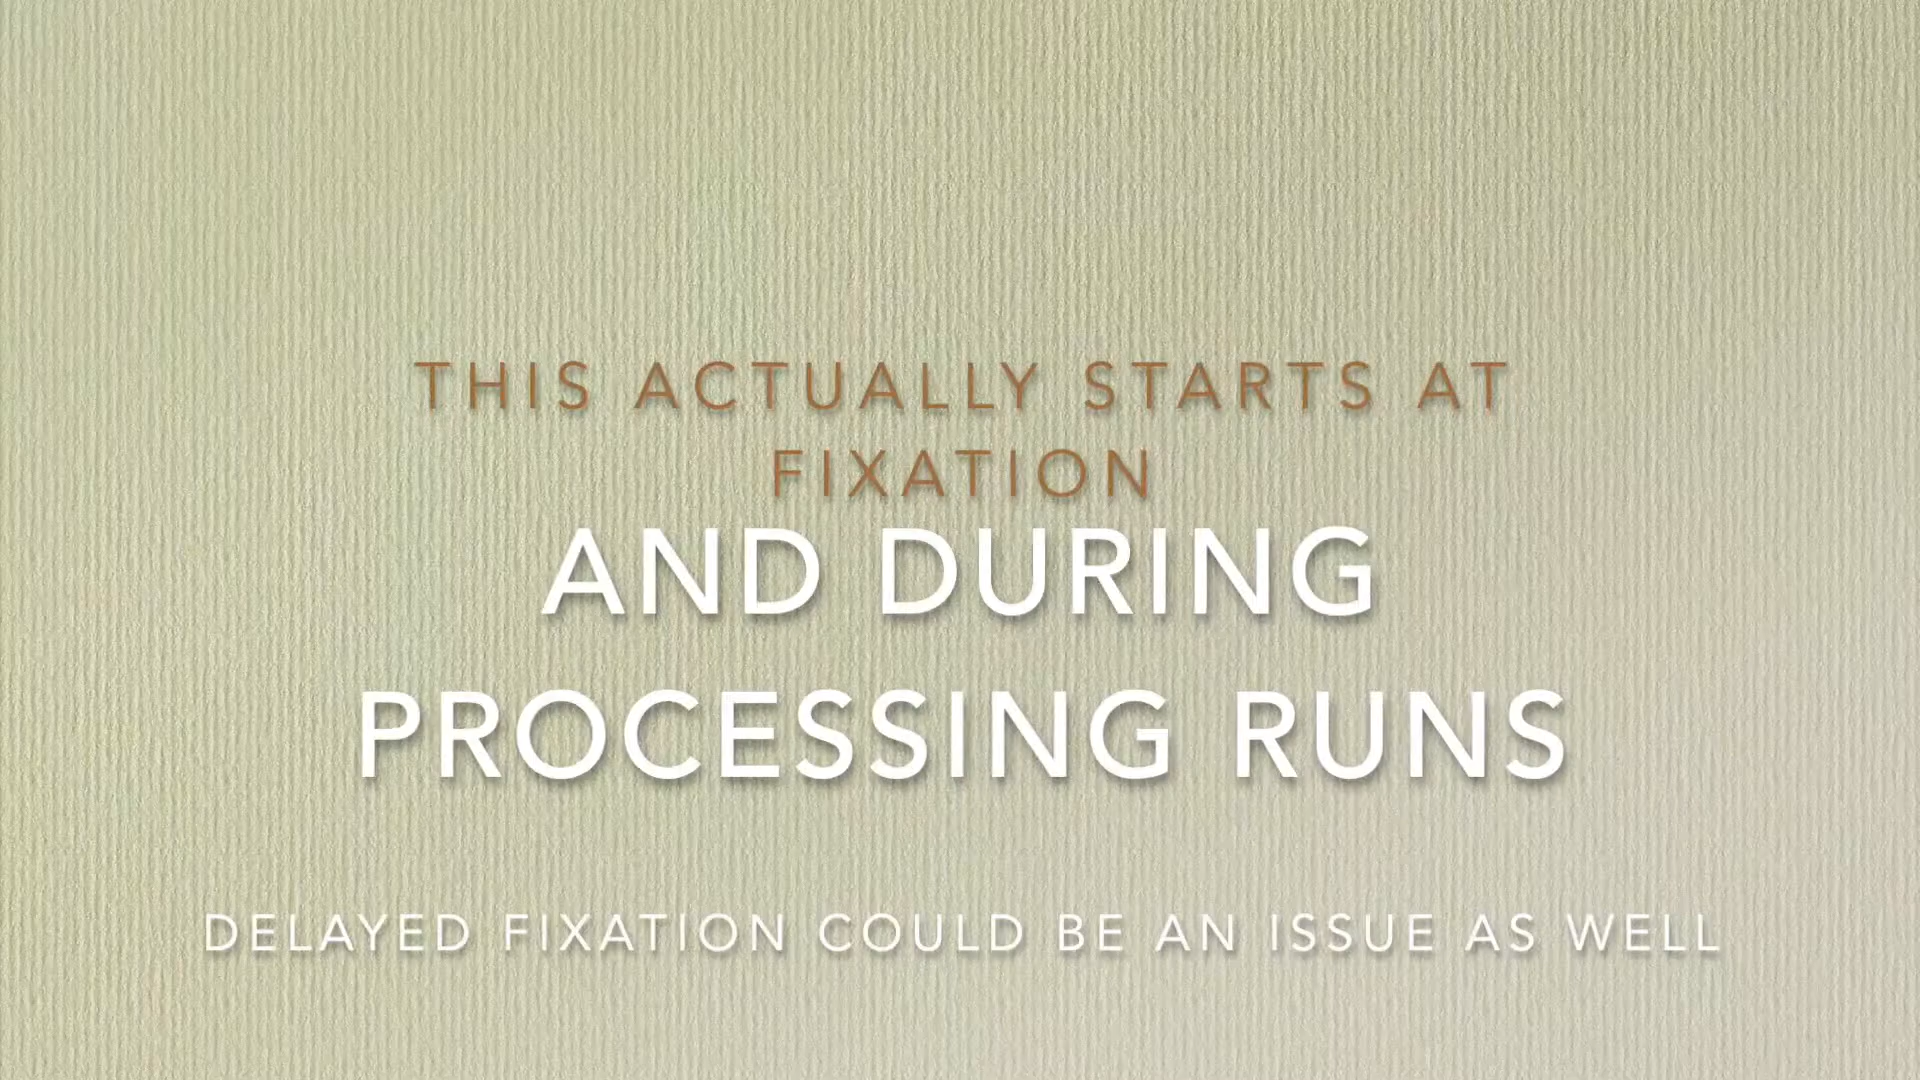 THIS ACTUALLY STARTS AT
FIXATION
AND DURING
PROCESSING RUNS
DELAYED FIXATION COULD BE AN ISSUE AS WELL